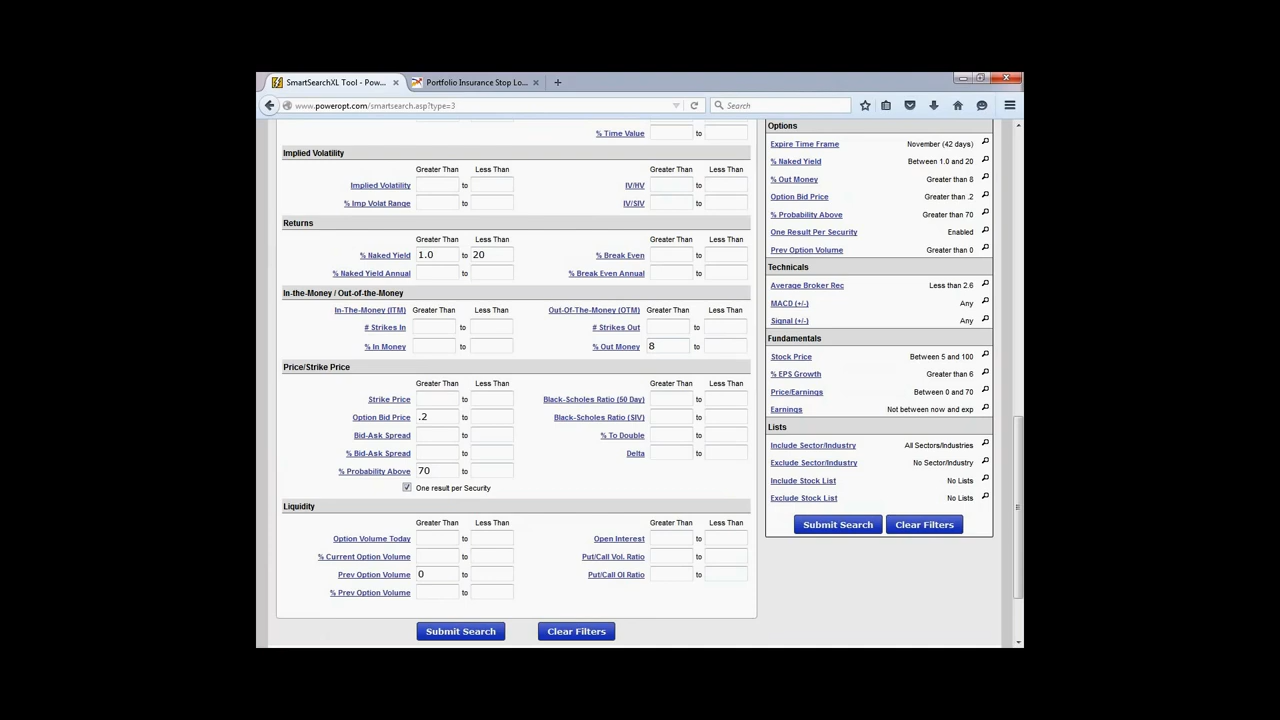 SmartSearchXL Tool - Pow...
Portfolio Insurance Stop Lo...
www.poweropt.com/smartsearch.asp?type=3
Search
% Time Value to
Implied Volatility
Greater Than Less Than Greater Than Less Than
Implied Volatility to IV/HV to
% Imp Volat Range to IV/SIV to
Returns
Greater Than Less Than Greater Than Less Than
% Naked Yield 1.0 to 20 % Break Even to
% Naked Yield Annual to % Break Even Annual to
In-the-Money / Out-of-the-Money
In-The-Money (ITM) Greater Than Less Than Out-Of-The-Money (OTM) Greater Than Less Than
# Strikes In to # Strikes Out to
% In Money to % Out Money 8 to
Price/Strike Price
Greater Than Less Than Greater Than Less Than
Strike Price to Black-Scholes Ratio (50 Day) to
Option Bid Price .2 to Black-Scholes Ratio (SIV) to
Bid-Ask Spread to % To Double to
% Bid-Ask Spread to Delta to
% Probability Above 70 to
One result per Security
Liquidity
Greater Than Less Than Greater Than Less Than
Option Volume Today to Open Interest to
% Current Option Volume to Put/Call Vol. Ratio to
Prev Option Volume 0 to Put/Call OI Ratio to
% Prev Option Volume to
Submit Search Clear Filters
Options
Expire Time Frame November (42 days)
% Naked Yield Between 1.0 and 20
% Out Money Greater than 8
Option Bid Price Greater than .2
% Probability Above Greater than 70
One Result Per Security Enabled
Prev Option Volume Greater than 0
Technicals
Average Broker Rec Less than 2.6
MACD (+/-) Any
Signal (+/-) Any
Fundamentals
Stock Price Between 5 and 100
% EPS Growth Greater than 6
Price/Earnings Between 0 and 70
Earnings Not between now and exp
Lists
Include Sector/Industry All Sectors/Industries
Exclude Sector/Industry No Sector/Industry
Include Stock List No Lists
Exclude Stock List No Lists
Submit Search Clear Filters